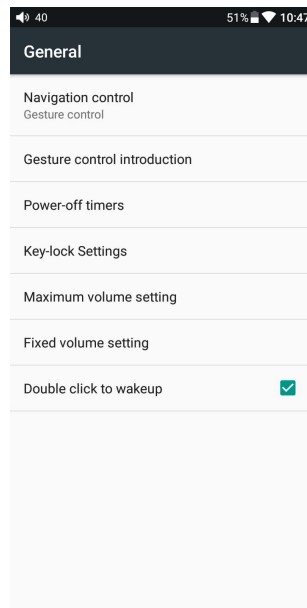 40 51% 10:47
General
Navigation control
Gesture control
Gesture control introduction
Power-off timers
Key-lock Settings
Maximum volume setting
Fixed volume setting
Double click to wakeup